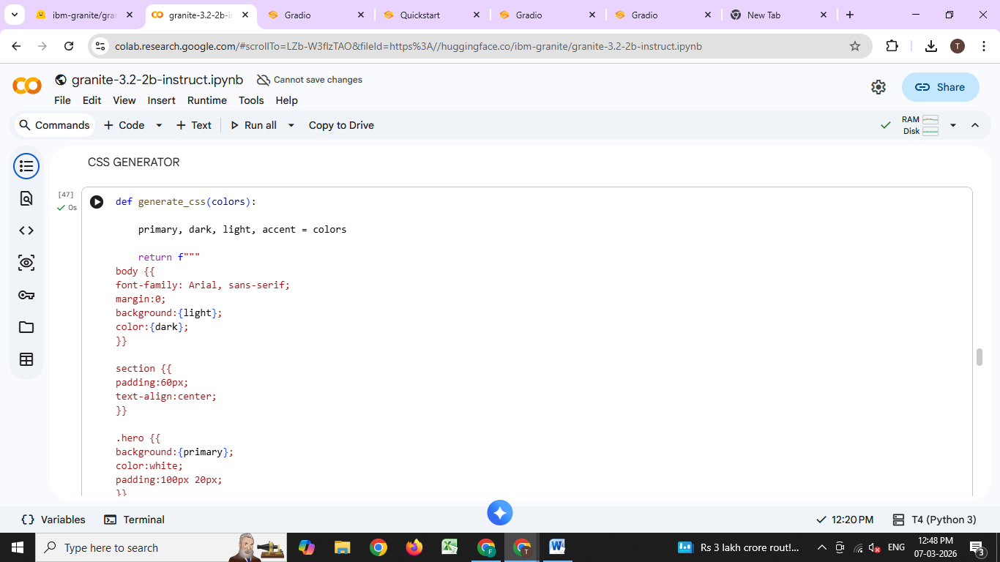 ibm-granite/gra
granite-3.2-2b-i
Gradio
Quickstart
Gradio
Gradio
New Tab
colab.research.google.com/#scrollTo=LZb-W3flzTAO&fileId=https%3A//huggingface.co/ibm-granite/granite-3.2-2b-instruct.ipynb
T
granite-3.2-2b-instruct.ipynb
Cannot save changes
Share
File Edit View Insert Runtime Tools Help
Commands + Code + Text Run all Copy to Drive
RAM
Disk
CSS GENERATOR
[47]
0s
def generate_css(colors):
primary, dark, light, accent = colors
return f"""
body {{
font-family: Arial, sans-serif;
margin:0;
background:{light};
color:{dark};
}}
section {{
padding:60px;
text-align:center;
}}
.hero {{
background:{primary};
color:white;
padding:100px 20px;
}}
{} Variables Terminal
12:20 PM T4 (Python 3)
Type here to search
F
T
Rs 3 lakh crore rout!...
ENG
12:48 PM
07-03-2026
3